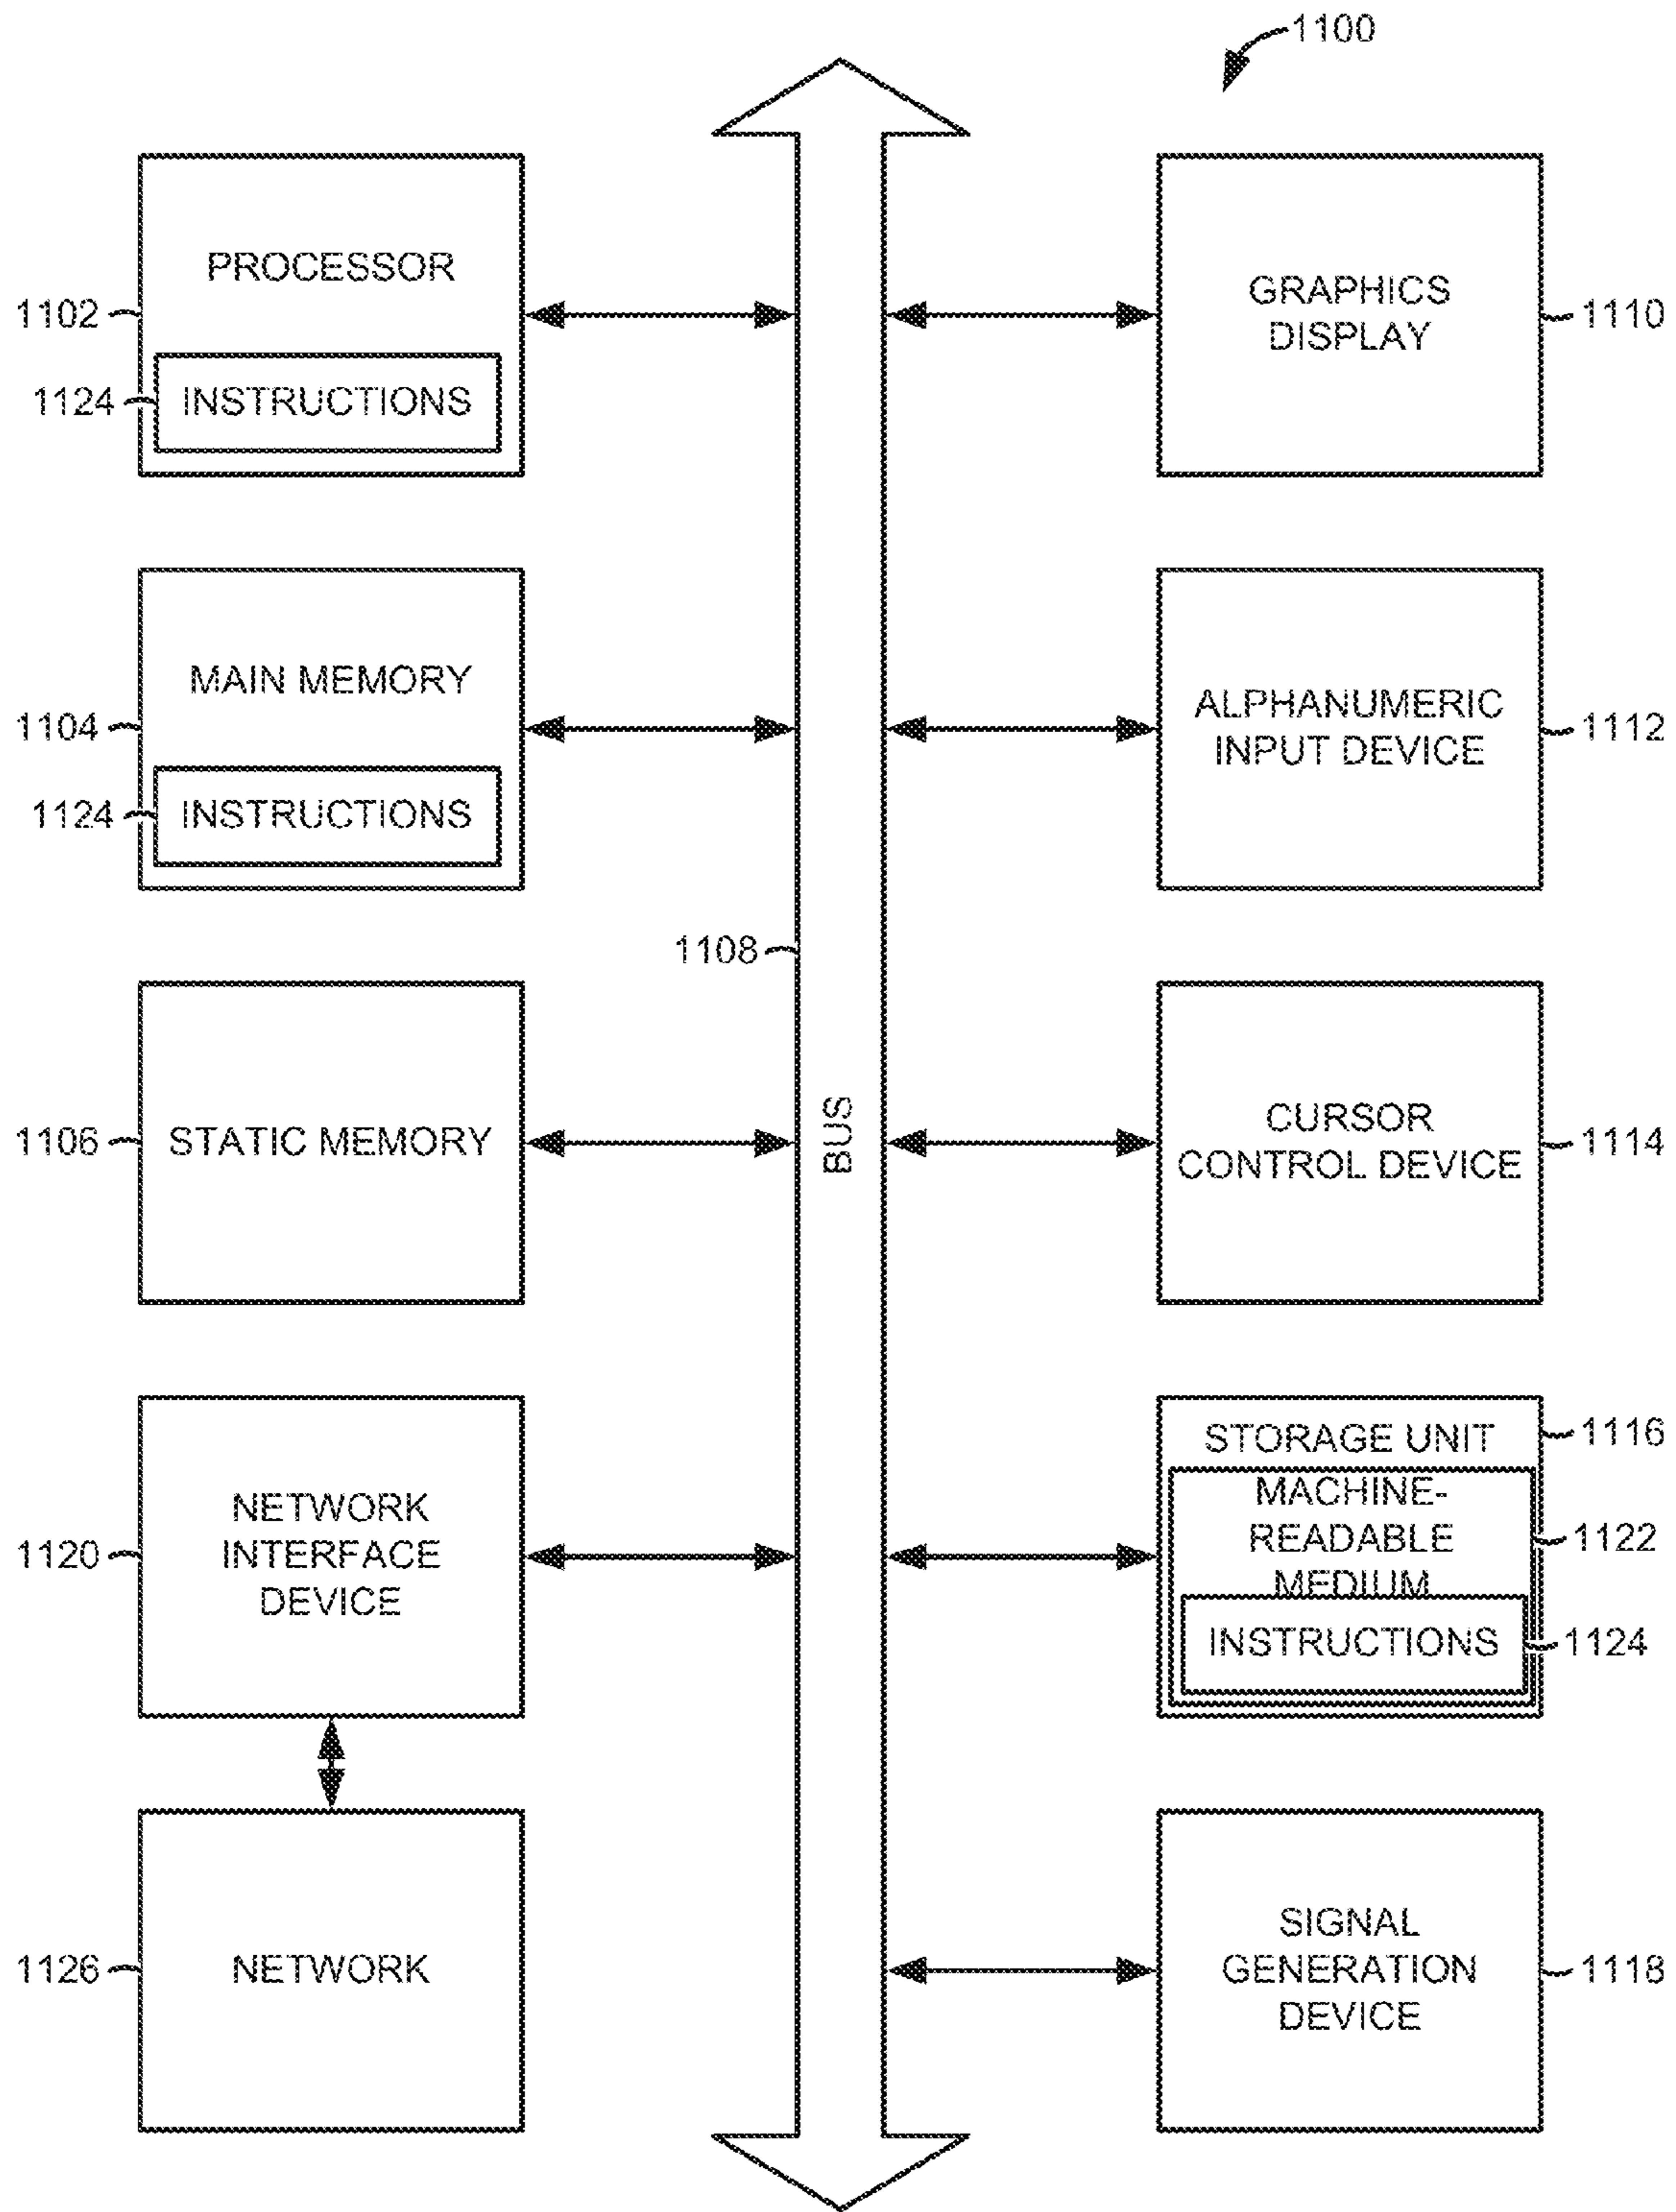 1100
PROCESSOR
1102
1124
INSTRUCTIONS
GRAPHICS
DISPLAY
1110
MAIN MEMORY
1104
1124
INSTRUCTIONS
ALPHANUMERIC
INPUT DEVICE
1112
1108
BUS
STATIC MEMORY
1106
CURSOR
CONTROL DEVICE
1114
NETWORK
INTERFACE
DEVICE
1120
STORAGE UNIT
1116
MACHINE-
READABLE
MEDIUM
1122
INSTRUCTIONS
1124
NETWORK
1126
SIGNAL
GENERATION
DEVICE
1118